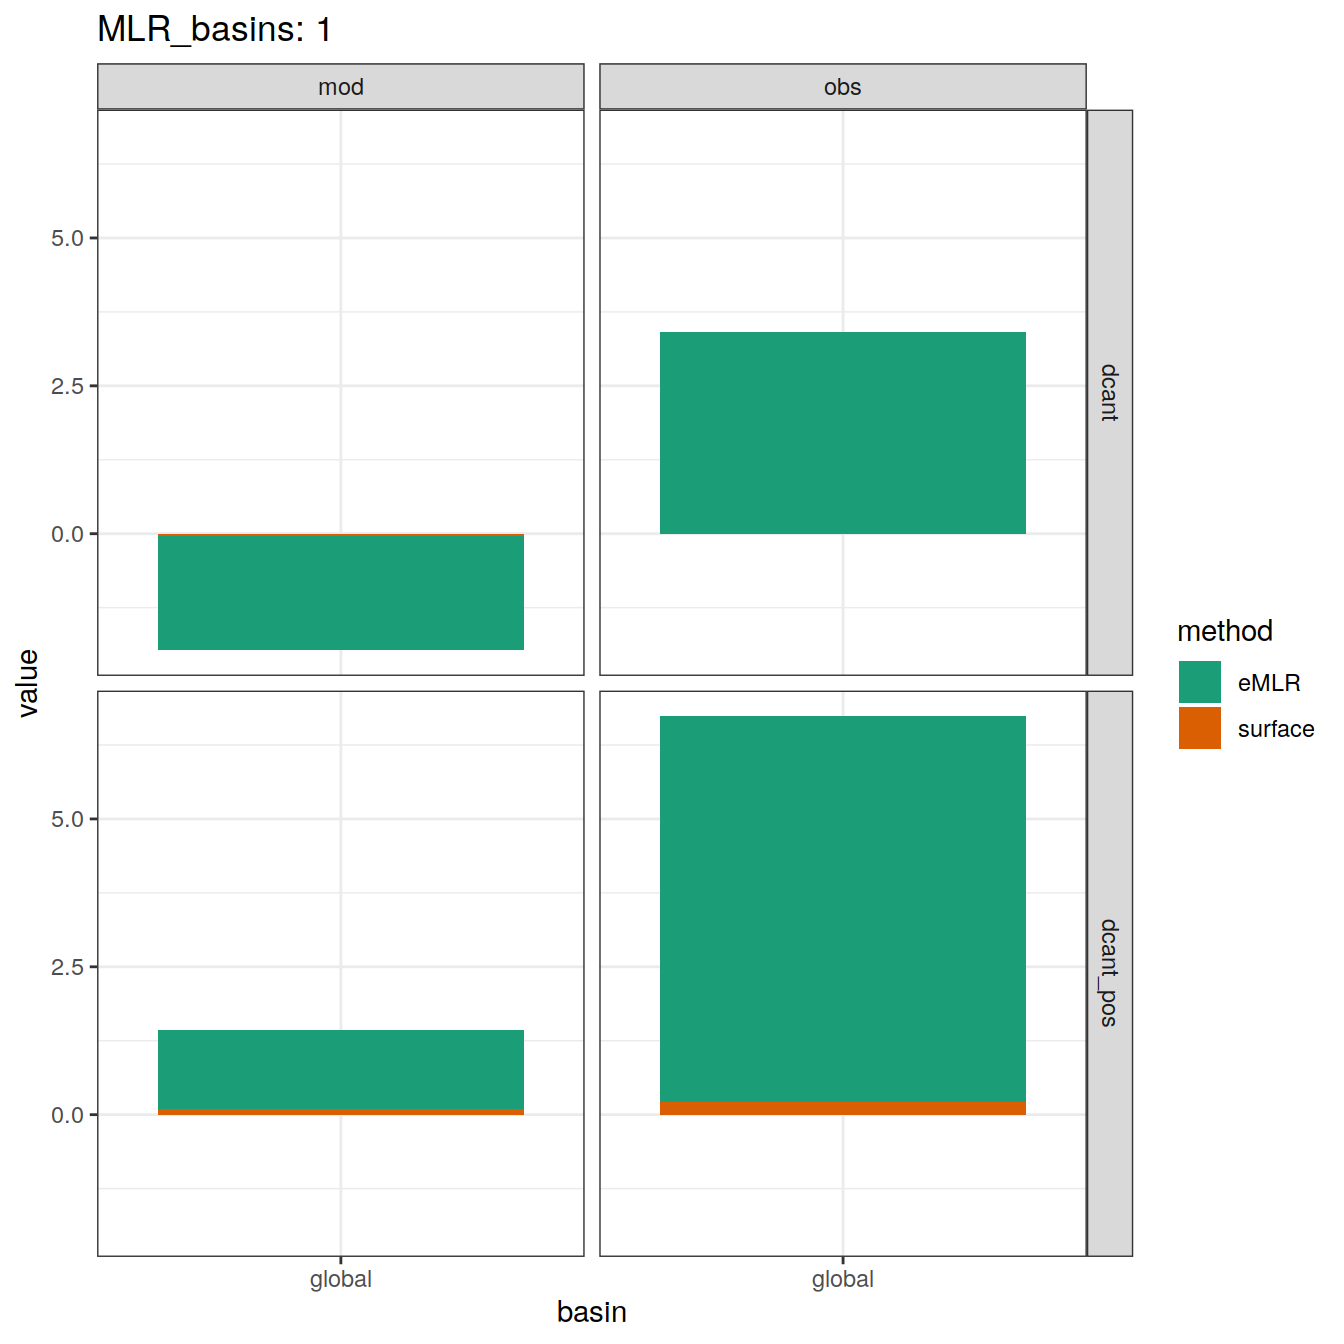 MLR_basins: 1
mod
obs
5.0
2.5
0.0
dcant
5.0
2.5
0.0
dcant_pos
value
global
global
basin
method
eMLR
surface